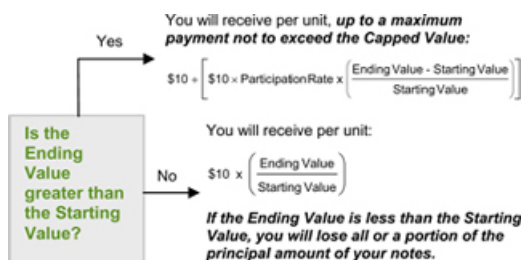 You will receive per unit, up to a maximum
payment not to exceed the Capped Value:
Yes
$10 + [ $10 × Participation Rate x ( Ending Value - Starting Value / Starting Value ) ]
Is the
Ending
Value
greater than
the Starting
Value?
No
You will receive per unit:
$10 x ( Ending Value / Starting Value )
If the Ending Value is less than the Starting
Value, you will lose all or a portion of the
principal amount of your notes.